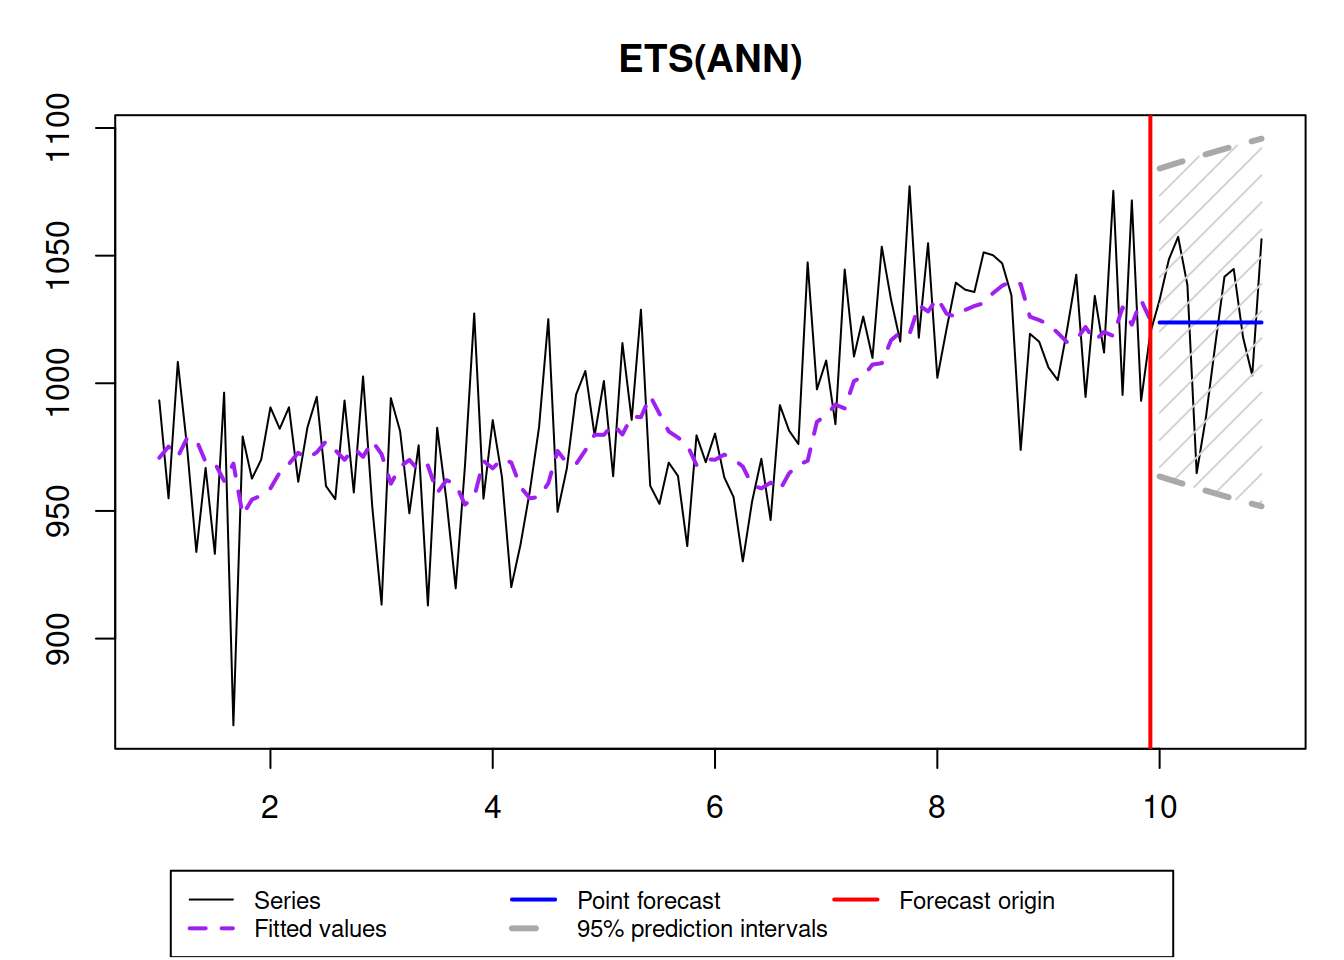 ETS(ANN)
1100
1050
1000
950
900
2 4 6 8 10
Series Point forecast Forecast origin
Fitted values 95% prediction intervals